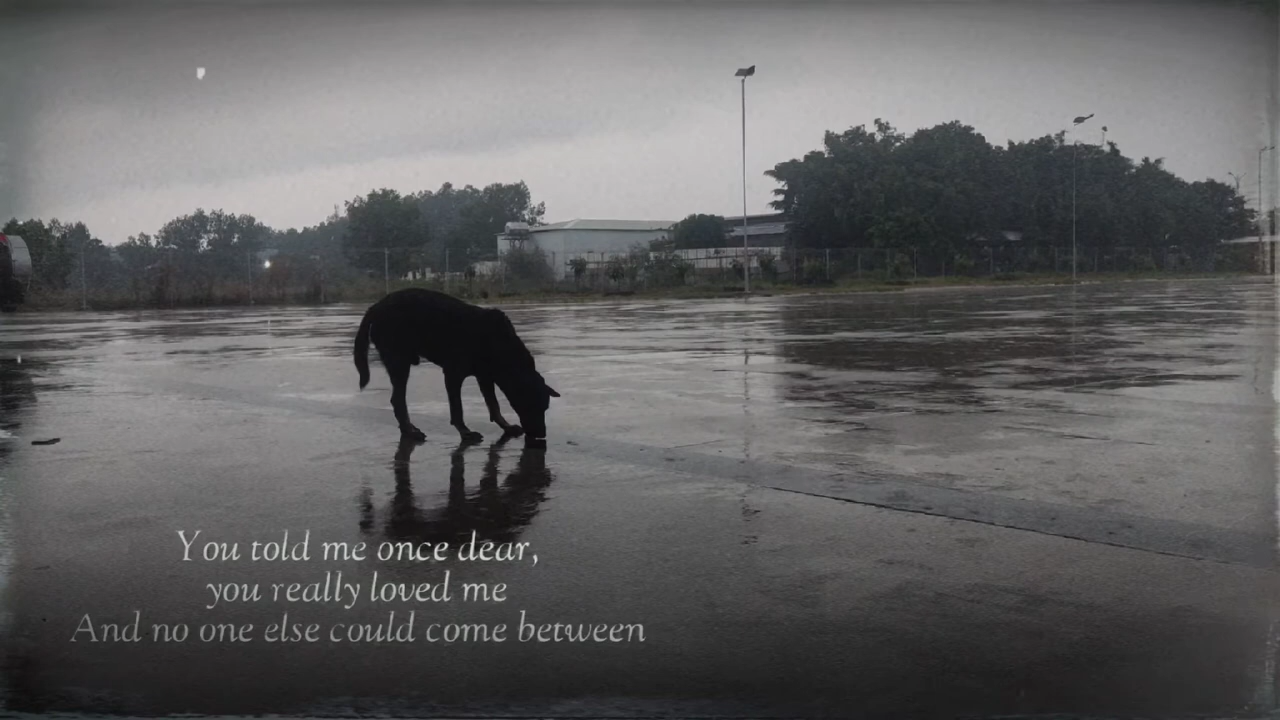 You told me once dear,
you really loved me
And no one else could come between